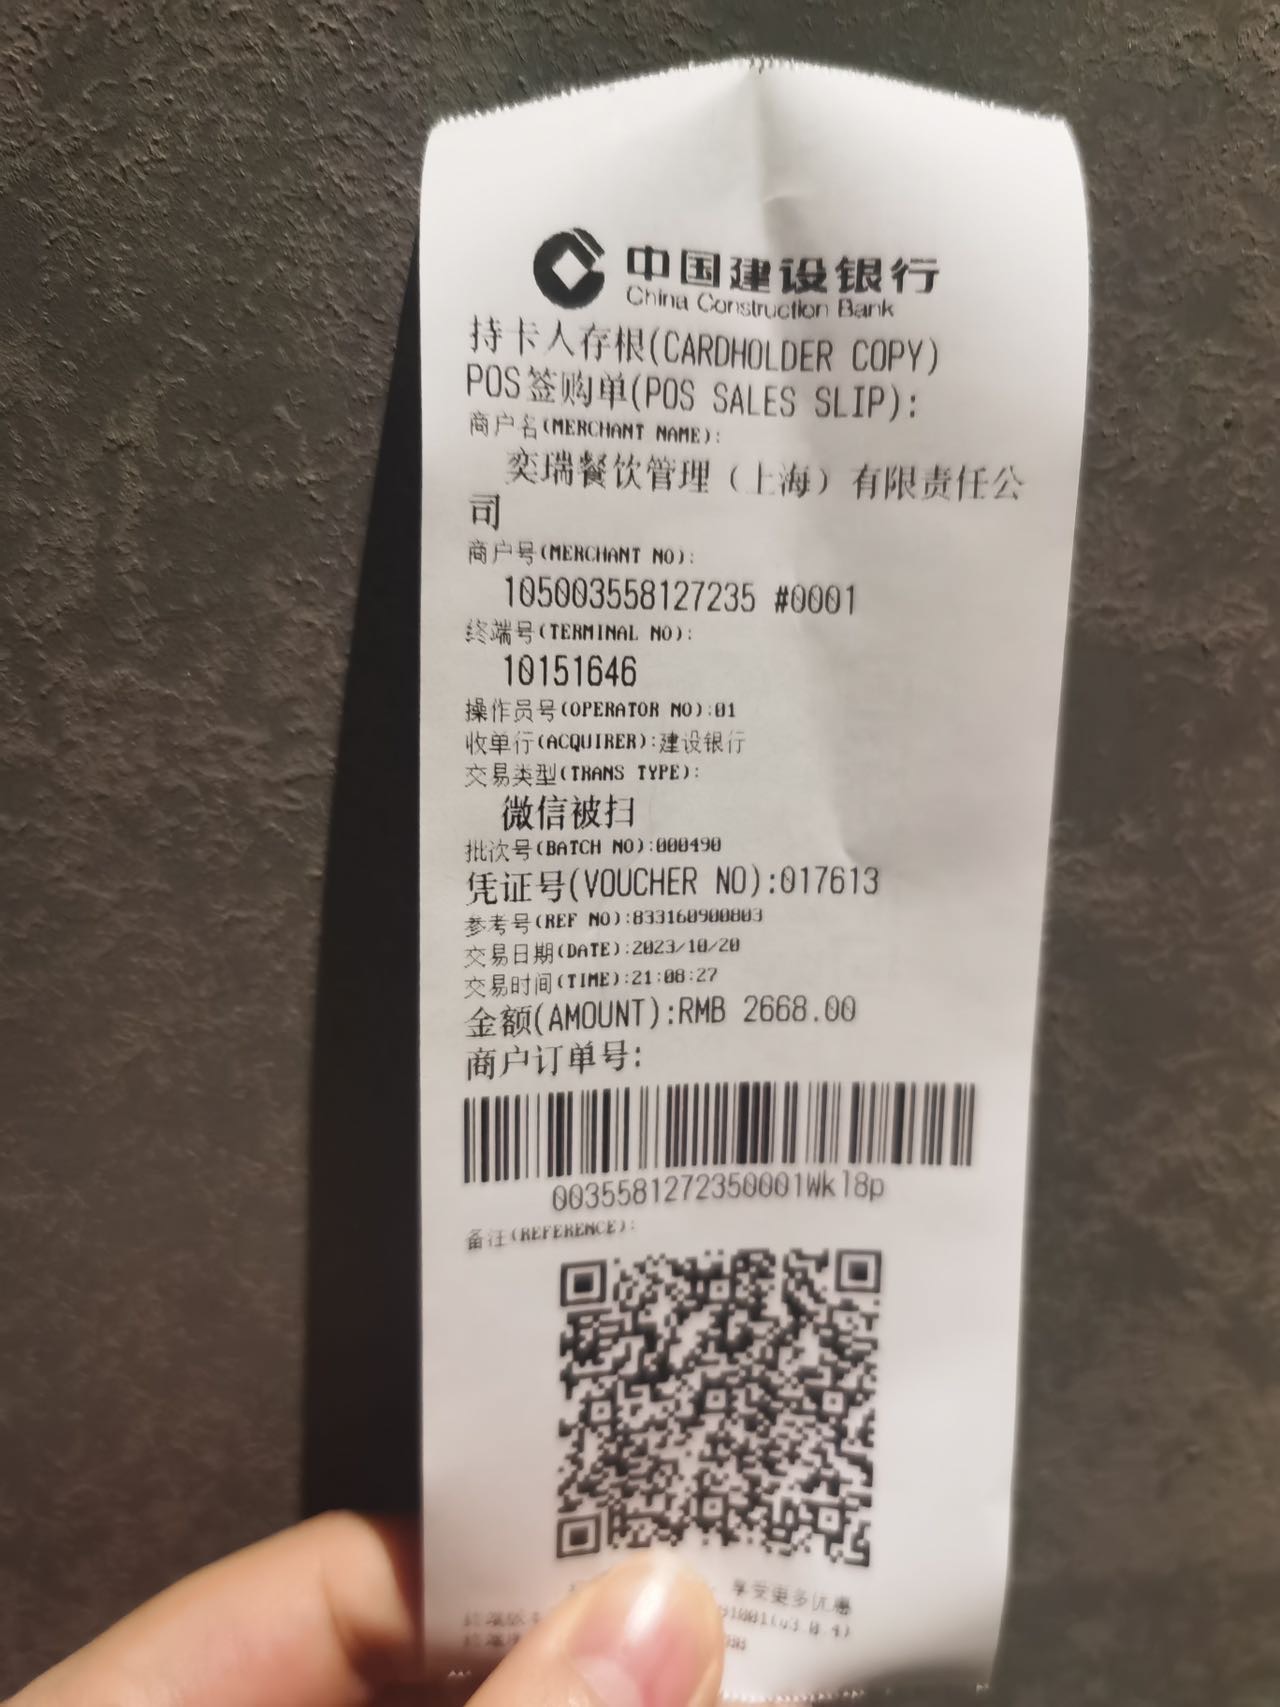 中国建设银行
China Construction Bank
持卡人存根(CARDHOLDER COPY)
POS签购单(POS SALES SLIP):
商户名(MERCHANT NAME):
奕瑞餐饮管理（上海）有限责任公
司
商户号(MERCHANT NO):
105003558127235 #0001
终端号(TERMINAL NO):
10151646
操作员号(OPERATOR NO):01
收单行(ACQUIRER):建设银行
交易类型(TRANS TYPE):
微信被扫
批次号(BATCH NO):000490
凭证号(VOUCHER NO):017613
参考号(REF NO):833160900803
交易日期(DATE):2023/10/20
交易时间(TIME):21:08:27
金额(AMOUNT):RMB 2668.00
商户订单号:
0035581272350001Wkl8p
备注(REFERENCE):
享受更多优惠